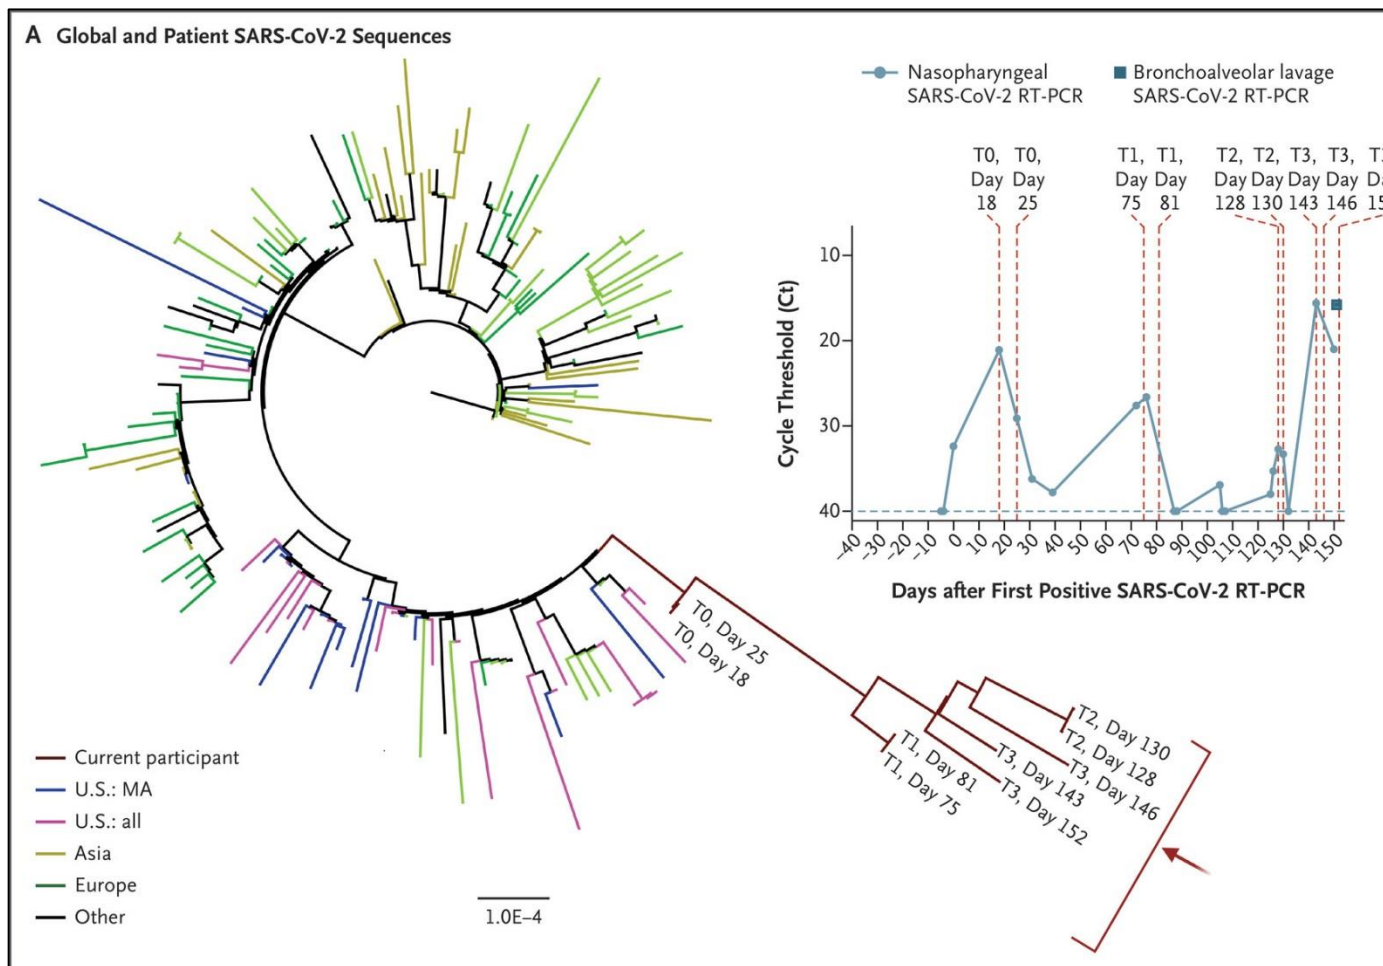 A Global and Patient SARS-CoV-2 Sequences
Nasopharyngeal
SARS-CoV-2 RT-PCR
Bronchoalveolar lavage
SARS-CoV-2 RT-PCR
T0,
Day
18
T0,
Day
25
T1,
Day
75
T1,
Day
81
T2,
Day
128
T2,
Day
130
T3,
Day
143
T3,
Day
146
Cycle Threshold (Ct)
10
20
30
40
-40
-30
-20
-10
0
10
20
30
40
50
60
70
80
90
100
110
120
130
140
150
Days after First Positive SARS-CoV-2 RT-PCR
T0, Day 25
T0, Day 18
T2, Day 130
T2, Day 128
T3, Day 146
T3, Day 143
T3, Day 152
T1, Day 81
T1, Day 75
Current participant
U.S.: MA
U.S.: all
Asia
Europe
Other
1.0E–4